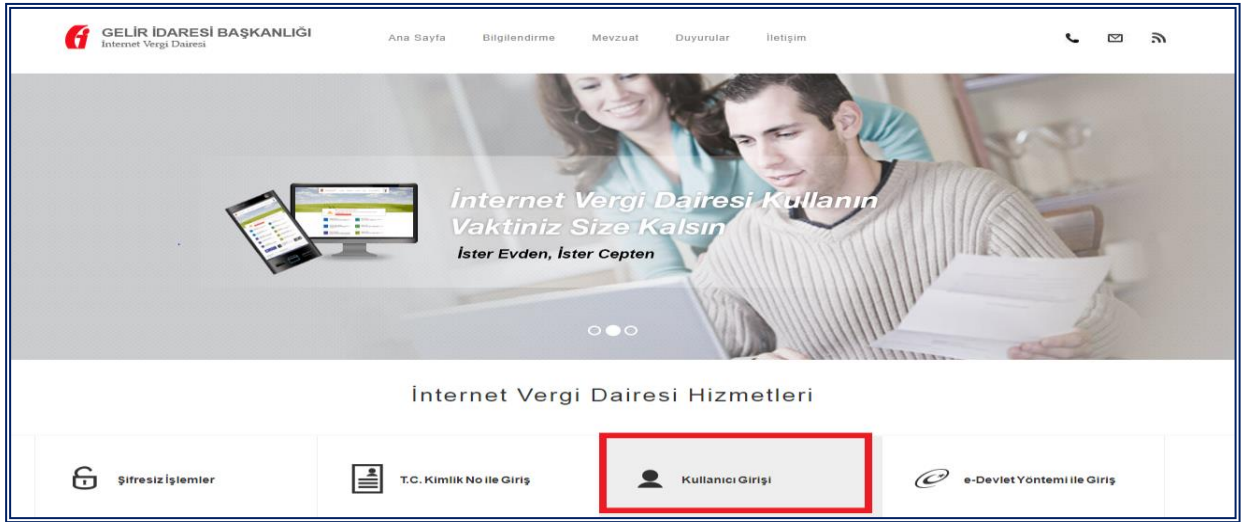 GELİR İDARESİ BAŞKANLIĞI
İnternet Vergi Dairesi
Ana Sayfa Bilgilendirme Mevzuat Duyurular İletişim
İnternet Vergi Dairesi Kullanın
Vaktiniz Size Kalsın
İster Evden, İster Cepten
İnternet Vergi Dairesi Hizmetleri
Şifresiz İşlemler T.C. Kimlik No ile Giriş Kullanıcı Girişi e-Devlet Yöntemi ile Giriş